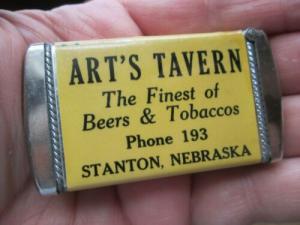 ART'S TAVERN
The Finest of
Beers & Tobaccos
Phone 193
STANTON, NEBRASKA